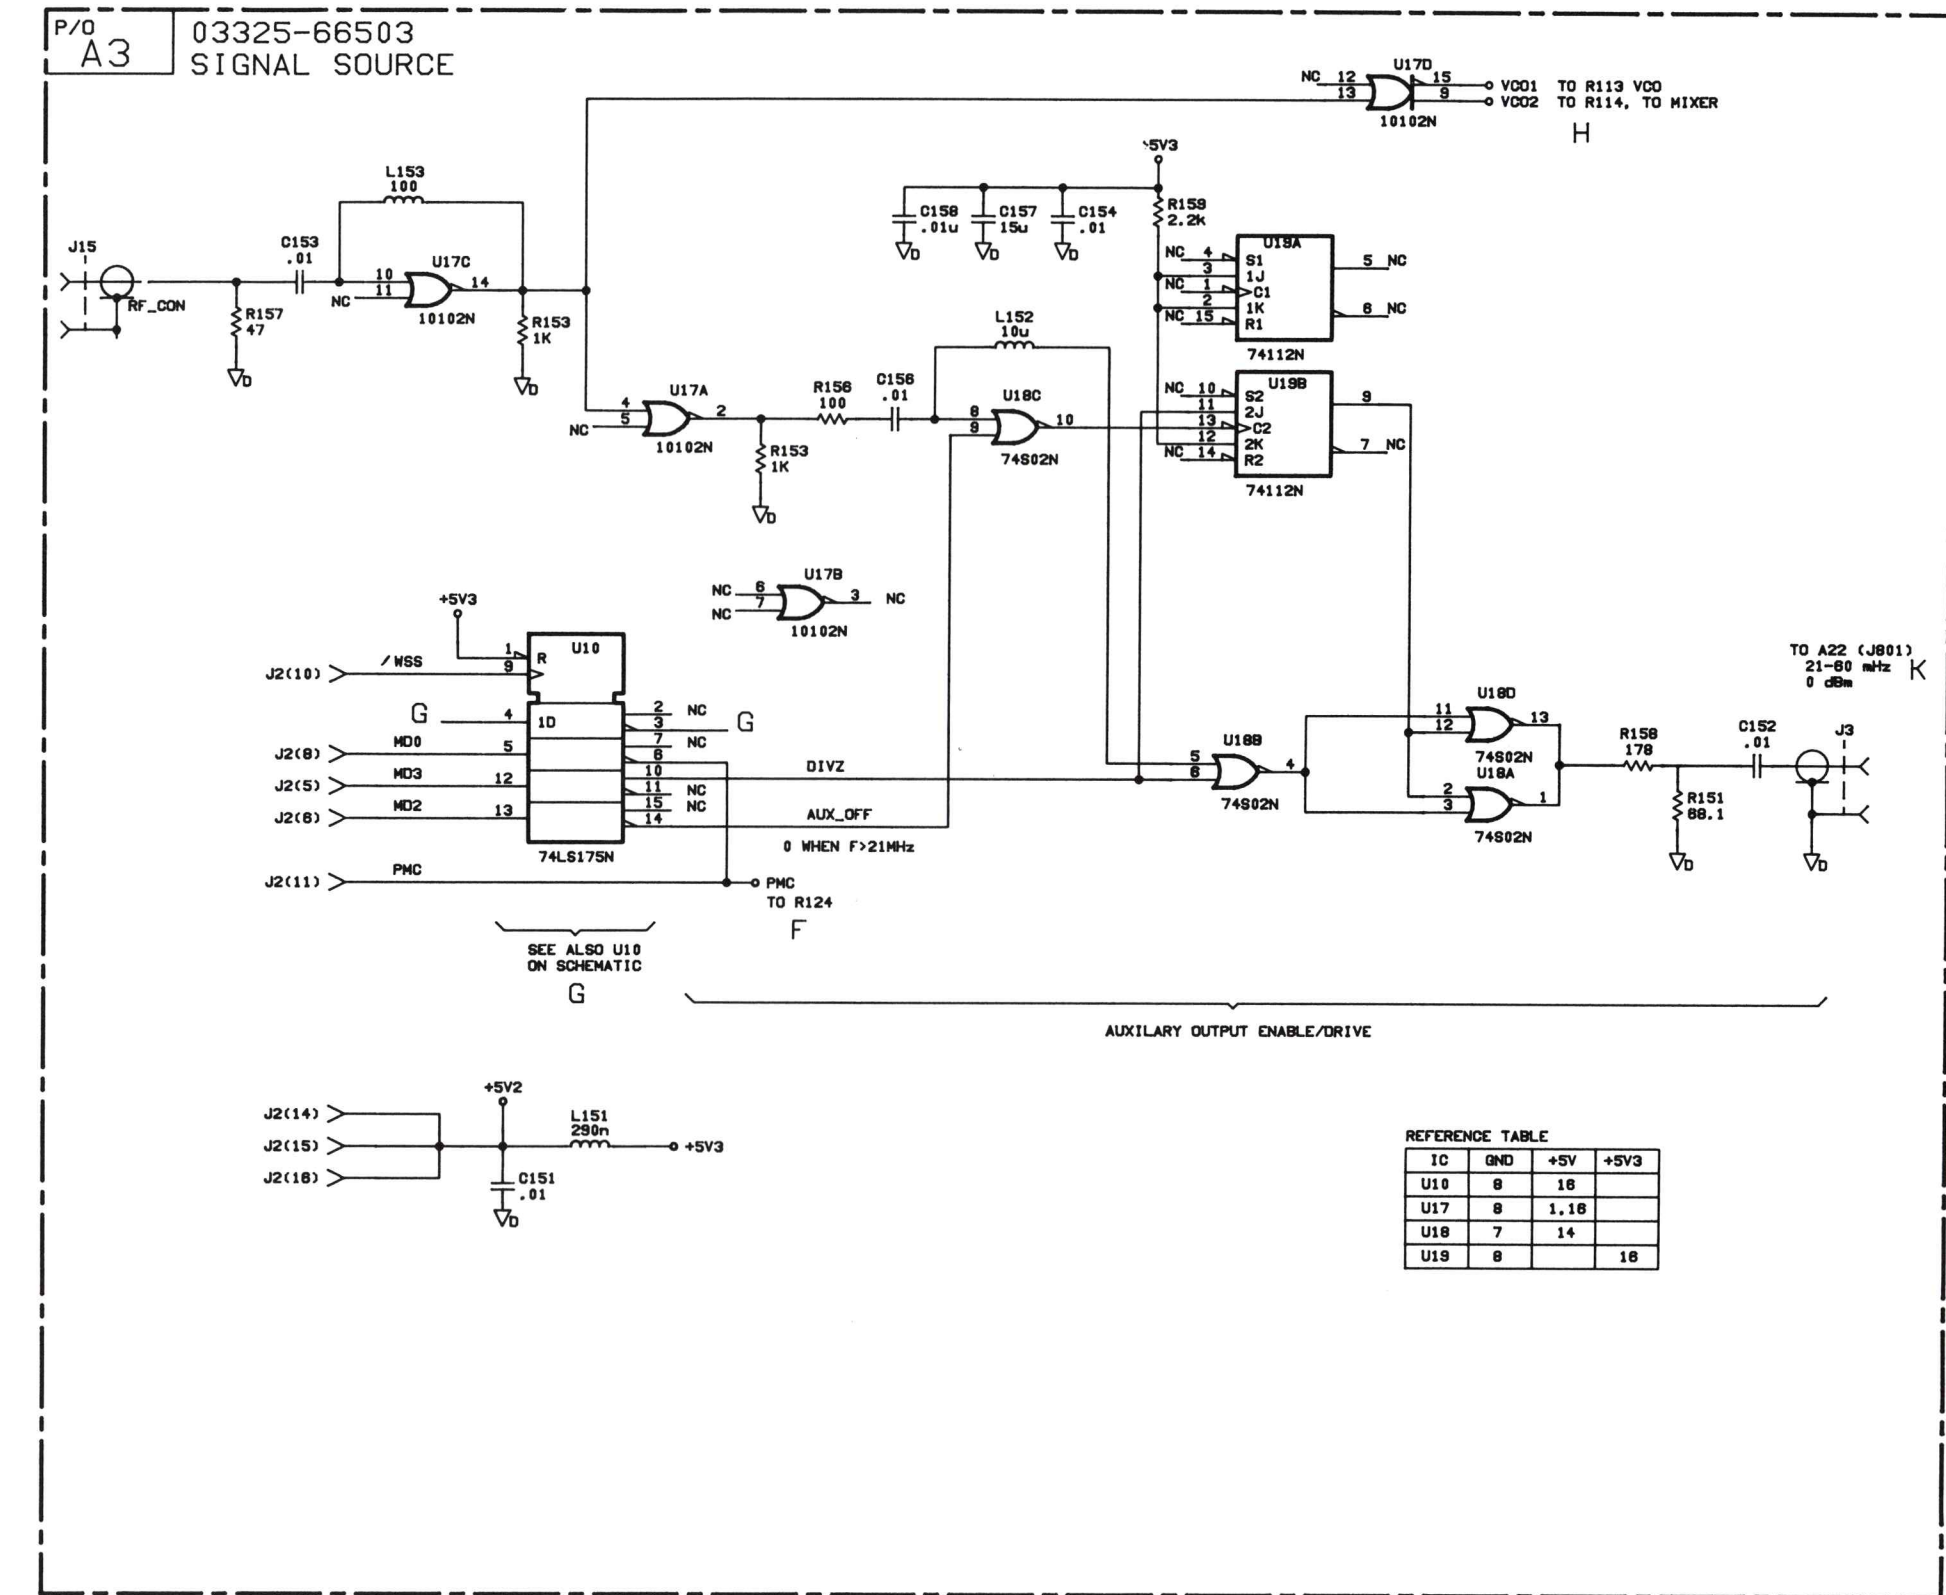 P/O
A3
03325-66503
SIGNAL SOURCE
U17D
NC 12
13
15
9
10102N
VCO1 TO R113 VCO
VCO2 TO R114, TO MIXER
H
+5V3
L153
100
C158
.01u
C157
15u
C154
.01
R159
2.2k
J15
RF_CON
C153
.01
R157
47
10
NC 11
U17C
14
10102N
R153
1K
U19A
NC 4 S1
3 1J
NC 1 C1
2 1K
NC 15 R1
5 NC
6 NC
74112N
L152
10u
U19B
NC 10 S2
11 2J
13 C2
12 2K
NC 14 R2
9
7 NC
74112N
U17A
4
NC 5
2
10102N
R153
1K
R156
100
C156
.01
U18C
8
9
10
74S02N
U17B
NC 6
NC 7
3 NC
10102N
+5V3
U10
J2(10) /WSS
1 R
9
G 4 1D
2 NC
3 G
7 NC
6
10 DIVZ
11 NC
15 NC
14 AUX_OFF
0 WHEN F>21MHz
J2(8) MD0 5
J2(5) MD3 12
J2(6) MD2 13
74LS175N
J2(11) PMC
PMC
TO R124
F
SEE ALSO U10
ON SCHEMATIC
G
U18B
5
6
4
74S02N
U18D
11
12
13
74S02N
U18A
2
3
1
74S02N
R158
178
C152
.01
J3
R151
68.1
TO A22 (J801)
21-60 mHz
0 dBm
K
AUXILARY OUTPUT ENABLE/DRIVE
+5V2
J2(14)
J2(15)
J2(16)
L151
290n
+5V3
C151
.01
D
D
D
D
D
D
D
D
D
D
REFERENCE TABLE
IC GND +5V +5V3
U10 8 16
U17 8 1.16
U18 7 14
U19 8 16